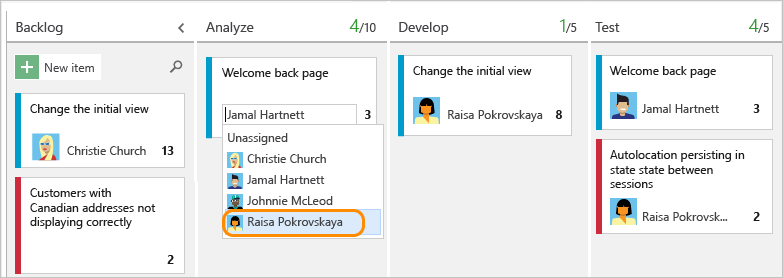 Backlog
Analyze 4/10
Develop 1/5
Test 4/5
New item
Change the initial view
Christie Church 13
Customers with
Canadian addresses not
displaying correctly
2
Welcome back page
Jamal Hartnett 3
Unassigned
Christie Church
Jamal Hartnett
Johnnie McLeod
Raisa Pokrovskaya
Change the initial view
Raisa Pokrovskaya 8
Welcome back page
Jamal Hartnett 3
Autolocation persisting in
state state between
sessions
Raisa Pokrovsk... 2